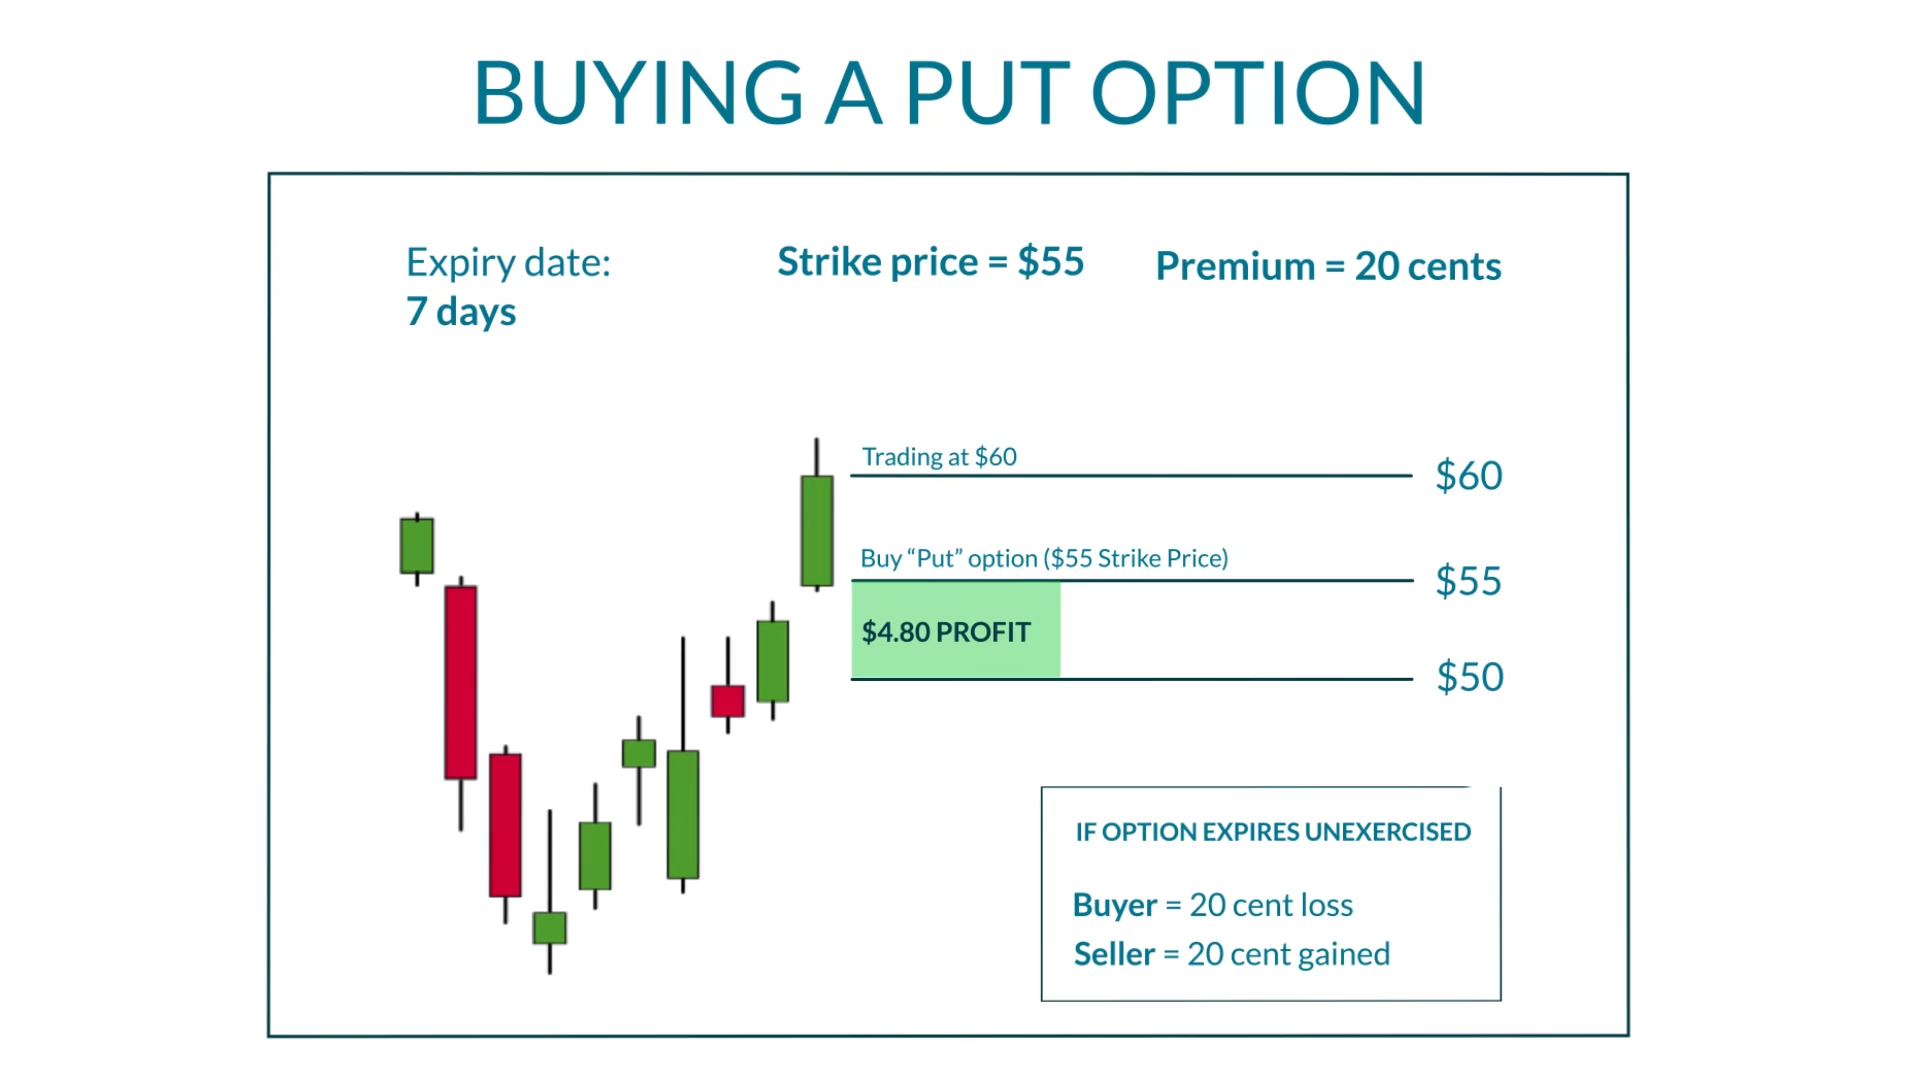 BUYING A PUT OPTION
Expiry date:
7 days
Strike price = $55
Premium = 20 cents
Trading at $60
$60
Buy “Put” option ($55 Strike Price)
$55
$4.80 PROFIT
$50
IF OPTION EXPIRES UNEXERCISED
Buyer = 20 cent loss
Seller = 20 cent gained